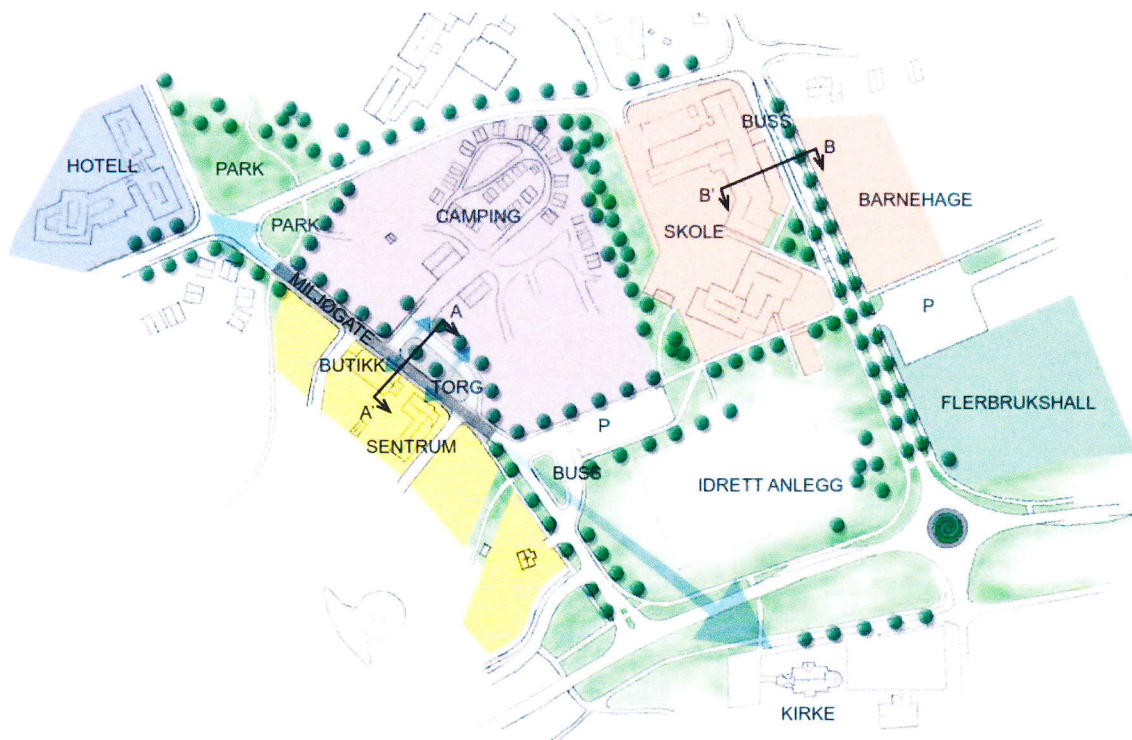 BUSS
B
HOTELL
PARK
B'
BARNEHAGE
PARK
CAMPING
SKOLE
MILJØGATE
A
P
BUTIKK
TORG
A'
FLERBRUKSHALL
SENTRUM
P
BUSS
IDRETT ANLEGG
KIRKE